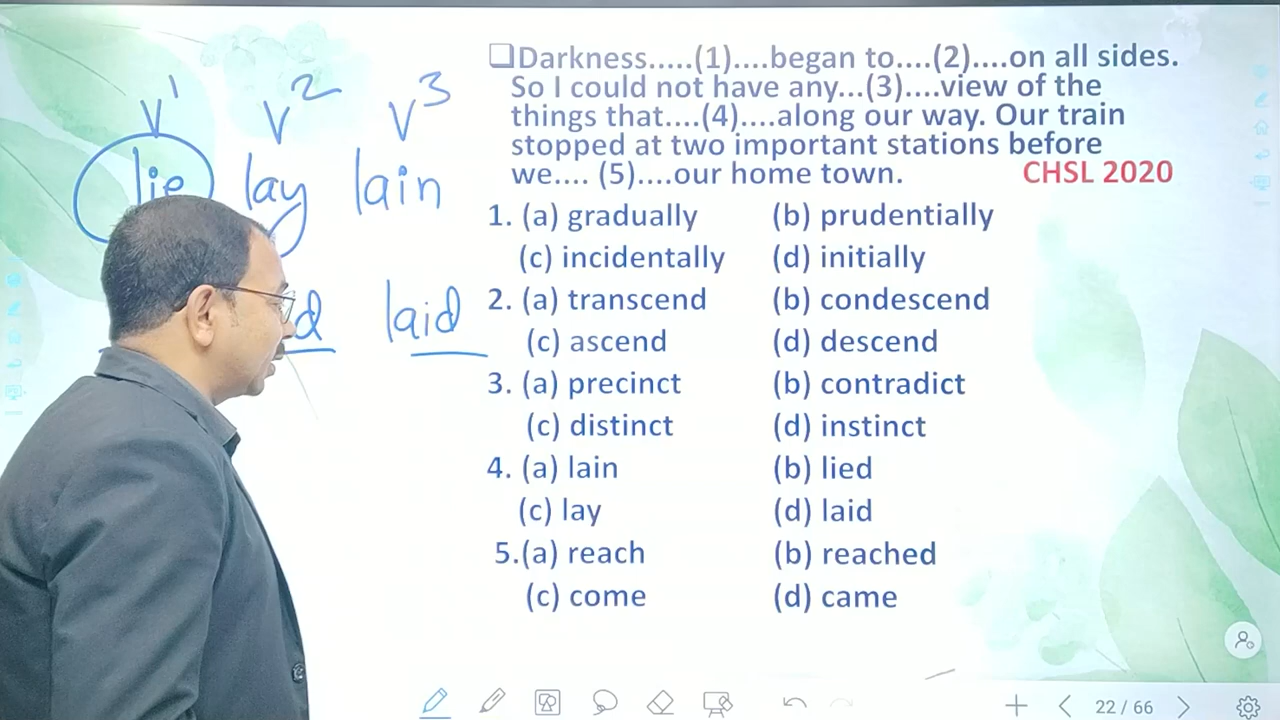 v1 v2 v3
lie lay lain
laid
❑Darkness.....(1)....began to....(2)....on all sides.
So I could not have any...(3)....view of the
things that....(4)....along our way. Our train
stopped at two important stations before
we.... (5)....our home town. CHSL 2020
1. (a) gradually (b) prudentially
(c) incidentally (d) initially
2. (a) transcend (b) condescend
(c) ascend (d) descend
3. (a) precinct (b) contradict
(c) distinct (d) instinct
4. (a) lain (b) lied
(c) lay (d) laid
5.(a) reach (b) reached
(c) come (d) came
22 / 66